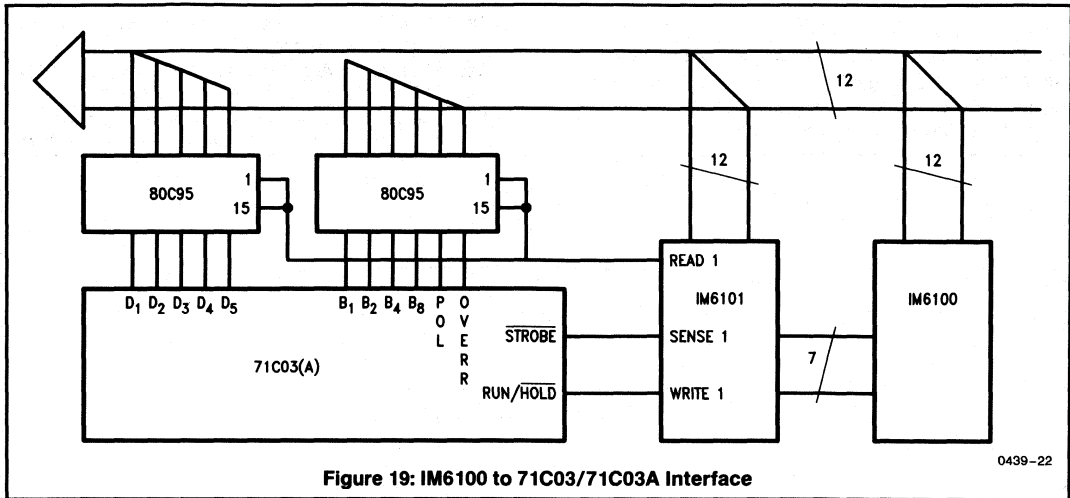 12
12
12
80C95
1
15
80C95
1
15
READ 1
IM6101
IM6100
D1 D2 D3 D4 D5
B1 B2 B4 B8 POL OVERR
STROBE
SENSE 1
7
71C03(A)
RUN/HOLD
WRITE 1
0439-22
Figure 19: IM6100 to 71C03/71C03A Interface